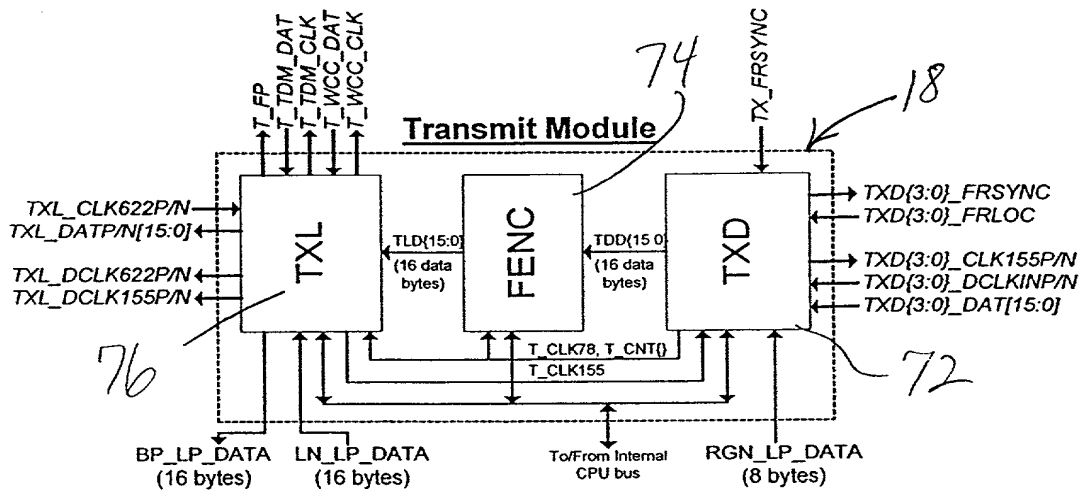 T_FP
T_TDM_DAT
T_TDM_CLK
T_WCC_DAT
T_WCC_CLK
74
TX_FRSYNC
18
Transmit Module
TXL_CLK622P/N
TXL_DATP/N[15:0]
TXL_DCLK622P/N
TXL_DCLK155P/N
TXL
TLD{15:0}
(16 data
bytes)
FENC
TDD{15 0}
(16 data
bytes)
TXD
TXD{3:0}_FRSYNC
TXD{3:0}_FRLOC
TXD{3:0}_CLK155P/N
TXD{3:0}_DCLKINP/N
TXD{3:0}_DAT[15:0]
76
T_CLK78, T_CNT{}
T_CLK155
72
BP_LP_DATA
(16 bytes)
LN_LP_DATA
(16 bytes)
To/From Internal
CPU bus
RGN_LP_DATA
(8 bytes)